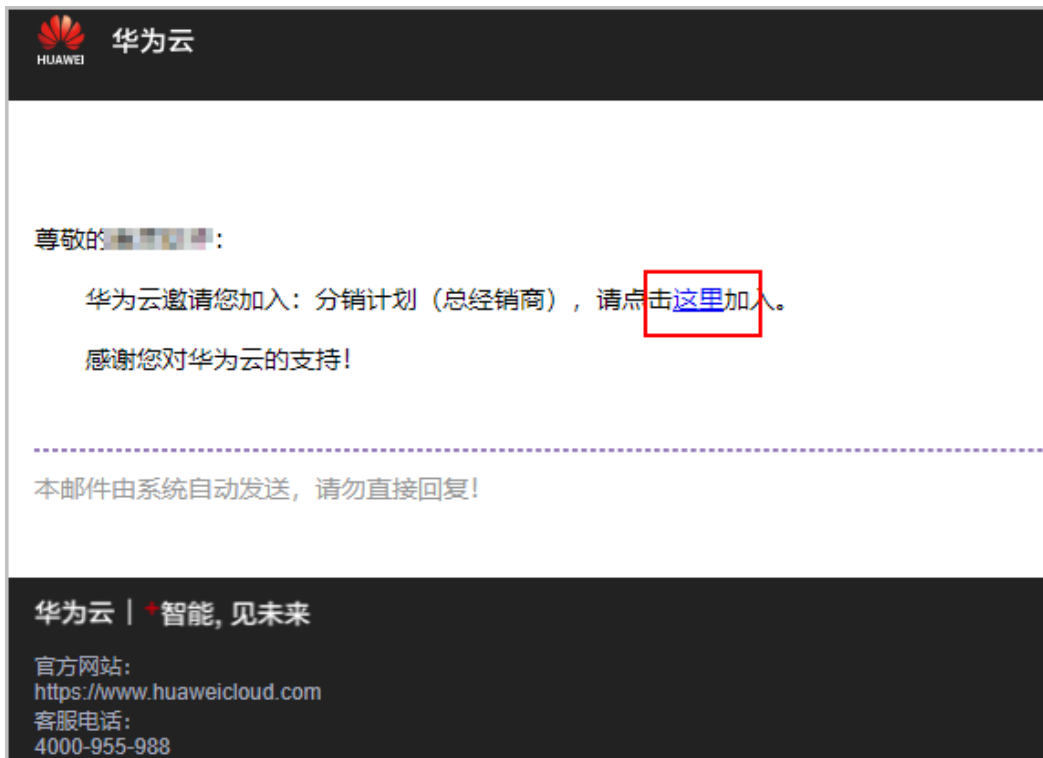 HUAWEI
华为云
尊敬的:
华为云邀请您加入：分销计划（总经销商），请点击这里加入。
感谢您对华为云的支持！
本邮件由系统自动发送，请勿直接回复！
华为云 | +智能, 见未来
官方网站：
https://www.huaweicloud.com
客服电话：
4000-955-988